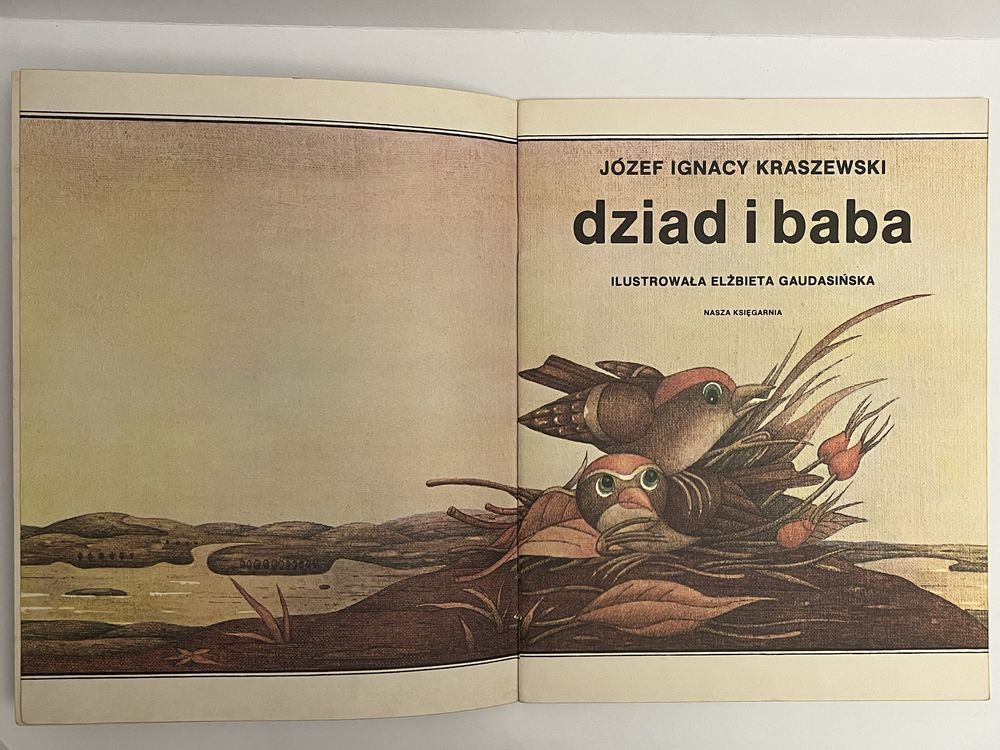 JÓZEF IGNACY KRASZEWSKI
dziad i baba
ILUSTROWAŁA ELŻBIETA GAUDASIŃSKA
NASZA KSIĘGARNIA